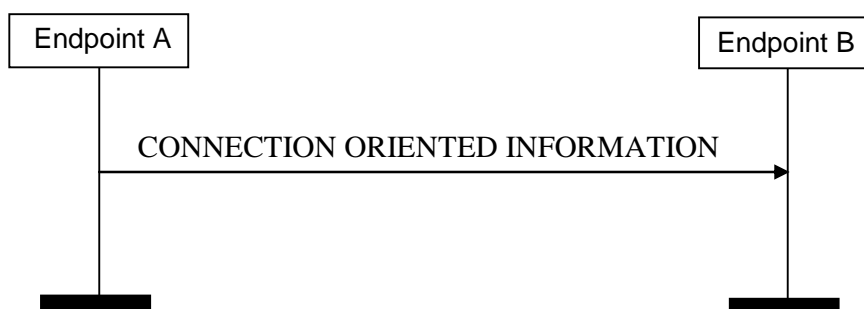 Endpoint A
Endpoint B
CONNECTION ORIENTED INFORMATION